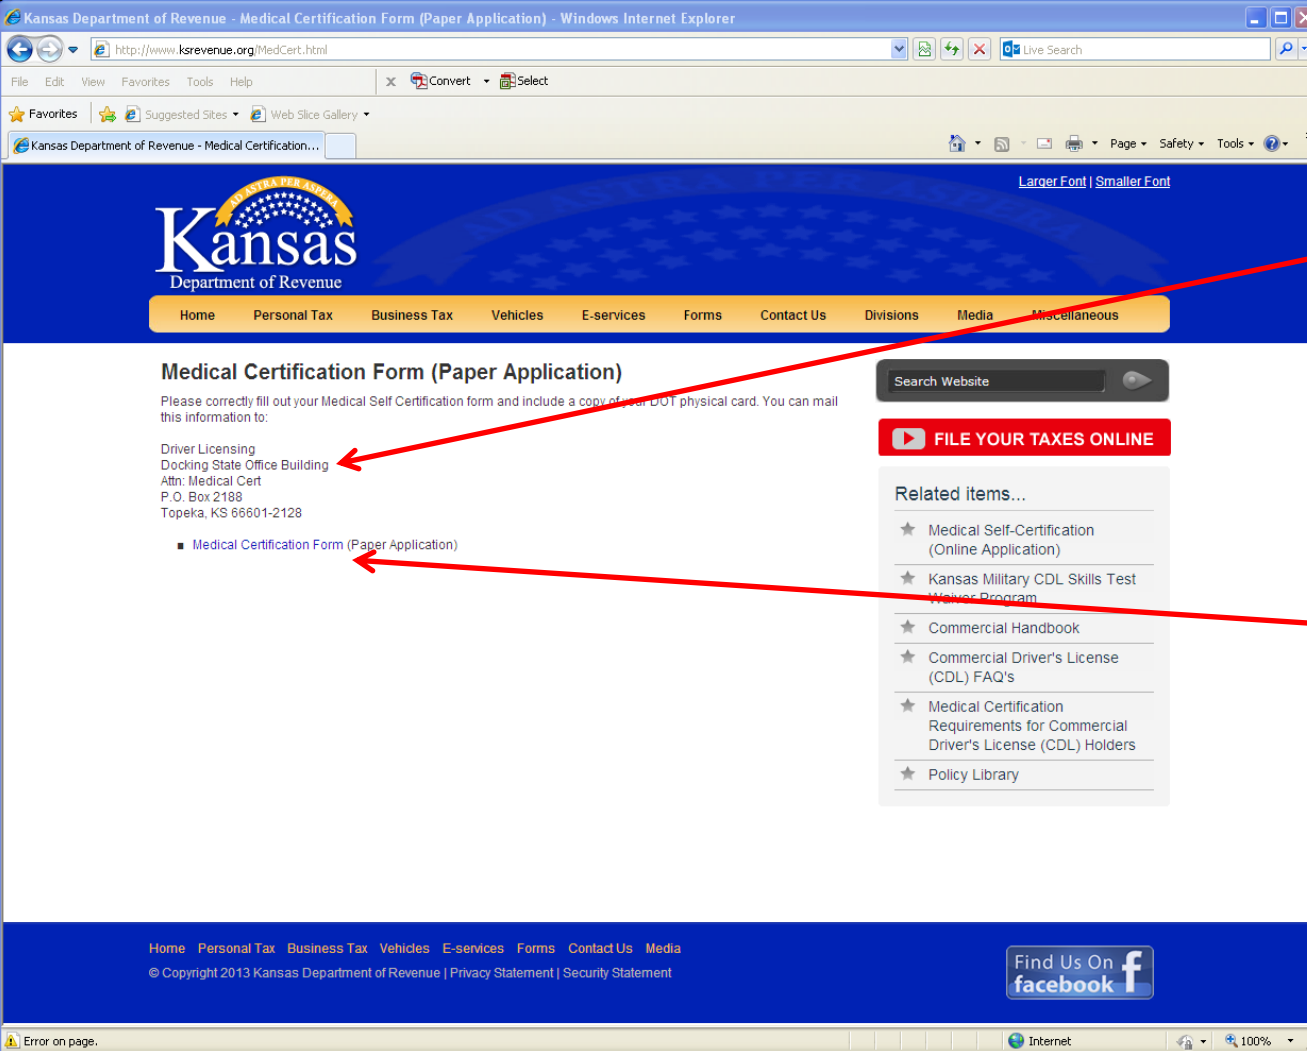 Kansas Department of Revenue - Medical Certification Form (Paper Application) - Windows Internet Explorer
http://www.ksrevenue.org/MedCert.html
Live Search
File Edit View Favorites Tools Help
Convert Select
Favorites Suggested Sites Web Slice Gallery
Kansas Department of Revenue - Medical Certification...
Page Safety Tools
Larger Font | Smaller Font
AD ASTRA PER ASPERA
AD ASTRA PER ASPERA
Kansas
Department of Revenue
Home Personal Tax Business Tax Vehicles E-services Forms Contact Us Divisions Media Miscellaneous
Medical Certification Form (Paper Application)
Please correctly fill out your Medical Self Certification form and include a copy of your DOT physical card. You can mail
this information to:
Driver Licensing
Docking State Office Building
Attn: Medical Cert
P.O. Box 2188
Topeka, KS 66601-2128
Medical Certification Form (Paper Application)
Search Website
FILE YOUR TAXES ONLINE
Related items...
Medical Self-Certification
(Online Application)
Kansas Military CDL Skills Test
Waiver Program
Commercial Handbook
Commercial Driver's License
(CDL) FAQ's
Medical Certification
Requirements for Commercial
Driver's License (CDL) Holders
Policy Library
Home Personal Tax Business Tax Vehicles E-services Forms Contact Us Media
© Copyright 2013 Kansas Department of Revenue | Privacy Statement | Security Statement
Find Us On
facebook
Error on page.
Internet
100%